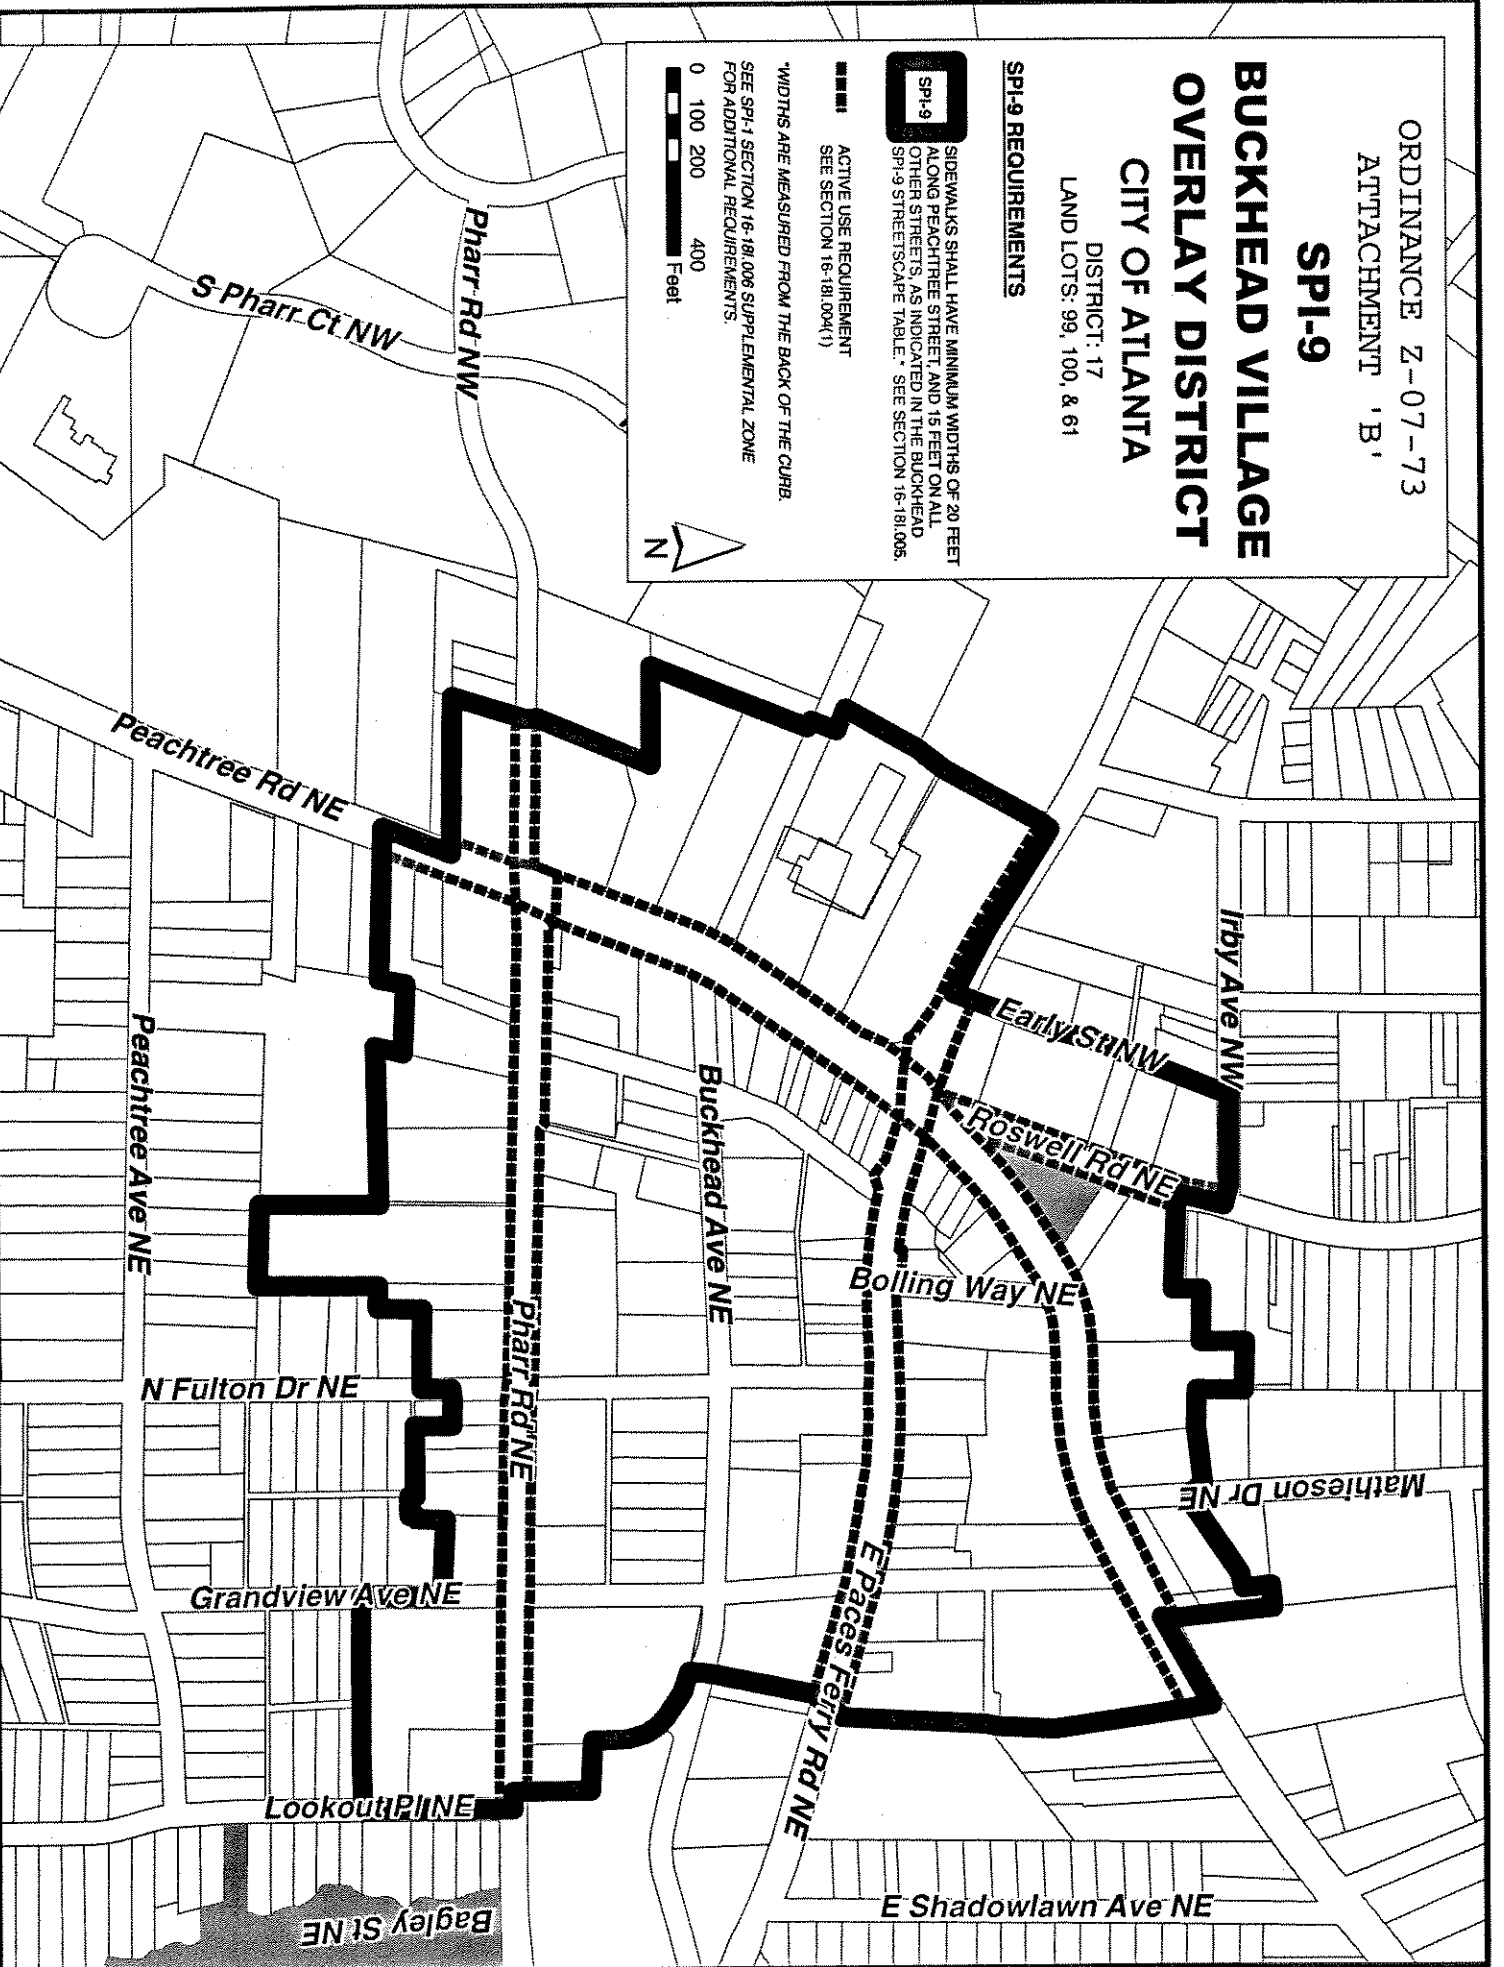 ORDINANCE Z-07-73
ATTACHMENT 'B'
SPI-9
BUCKHEAD VILLAGE
OVERLAY DISTRICT
CITY OF ATLANTA
DISTRICT: 17
LAND LOTS: 99, 100, & 61
SPI-9 REQUIREMENTS
SPI-9
SIDEWALKS SHALL HAVE MINIMUM WIDTHS OF 20 FEET
ALONG PEACHTREE STREET, AND 15 FEET ON ALL
OTHER STREETS, AS INDICATED IN THE BUCKHEAD
SPI-9 STREETSCAPE TABLE.* SEE SECTION 16-18I.005.
ACTIVE USE REQUIREMENT
SEE SECTION 16-18I.004(1)
*WIDTHS ARE MEASURED FROM THE BACK OF THE CURB.
SEE SPI-1 SECTION 16-18I.006 SUPPLEMENTAL ZONE
FOR ADDITIONAL REQUIREMENTS.
0 100 200 400
Feet
N
Irby Ave NW
Early St NW
Roswell Rd NE
Mathieson Dr NE
Bolling Way NE
E Paces Ferry Rd NE
E Shadowlawn Ave NE
Buckhead Ave NE
Pharr Rd NW
S Pharr Ct NW
Peachtree Rd NE
Pharr Rd NE
Peachtree Ave NE
N Fulton Dr NE
Grandview Ave NE
Lookout Pl NE
Bagley St NE